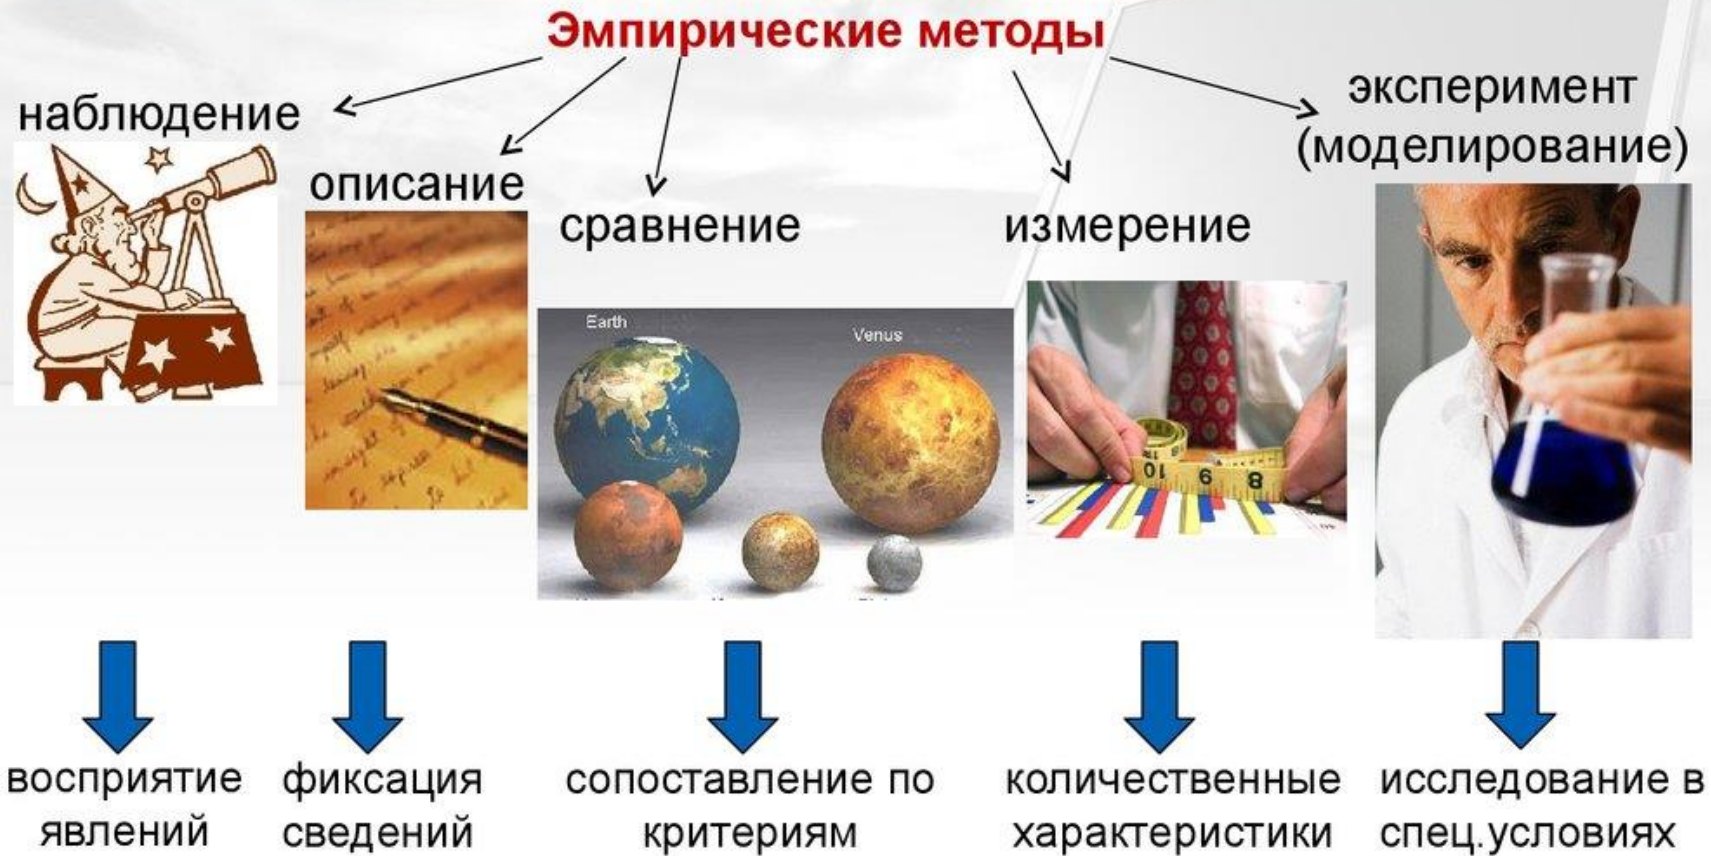 Эмпирические методы
наблюдение
описание
сравнение
измерение
эксперимент
(моделирование)
Earth
Venus
10
9
8
восприятие
явлений
фиксация
сведений
сопоставление по
критериям
количественные
характеристики
исследование в
спец.условиях